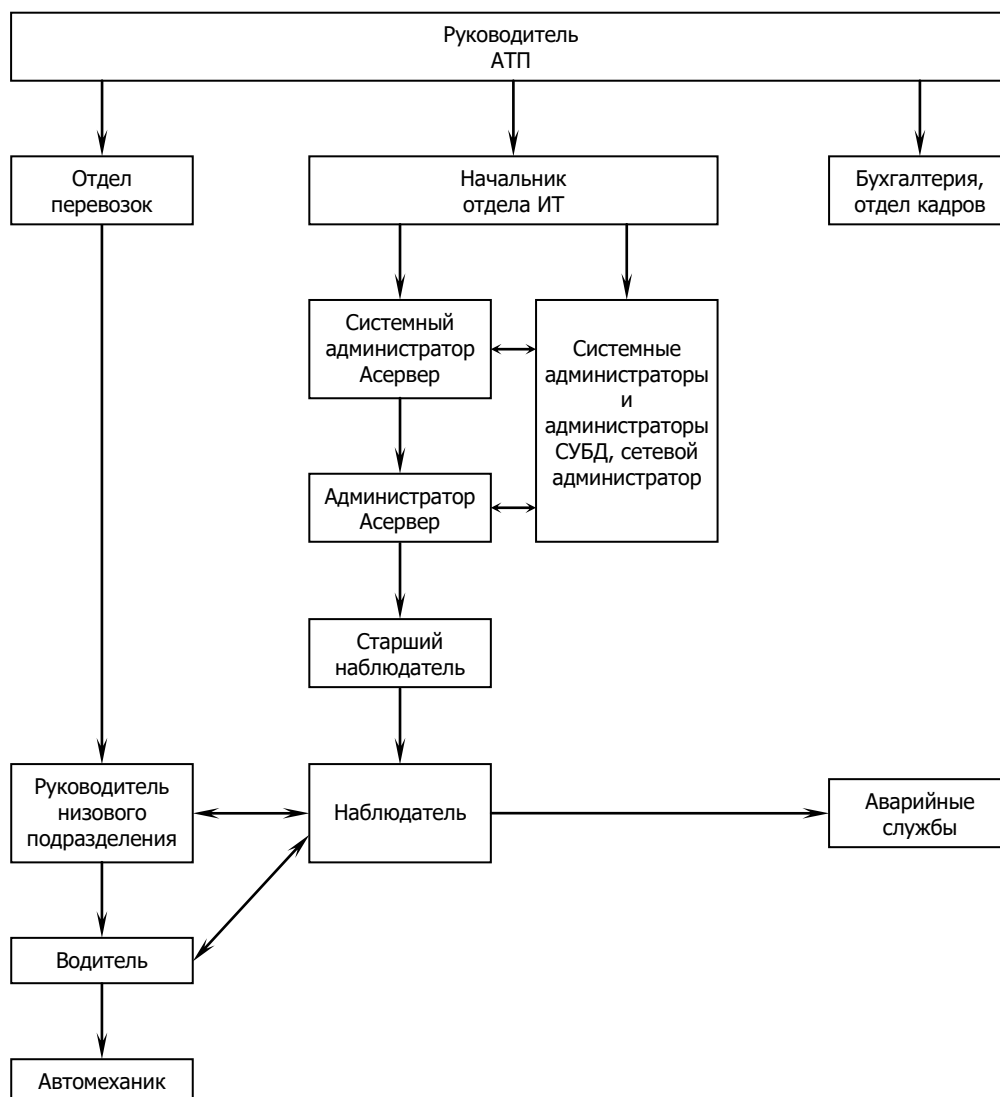 Руководитель
АТП
Отдел
перевозок
Начальник
отдела ИТ
Бухгалтерия,
отдел кадров
Системный
администратор
Асервер
Системные
администраторы
и
администраторы
СУБД, сетевой
администратор
Администратор
Асервер
Старший
наблюдатель
Руководитель
низового
подразделения
Наблюдатель
Аварийные
службы
Водитель
Автомеханик